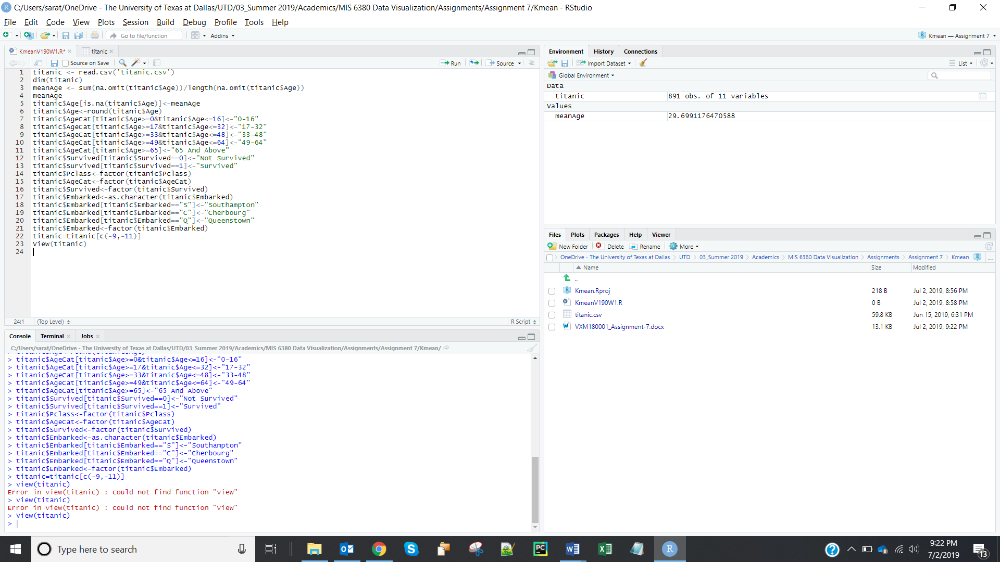 C:/Users/sarat/OneDrive - The University of Texas at Dallas/UTD/03_Summer 2019/Academics/MIS 6380 Data Visualization/Assignments/Assignment 7/Kmean - RStudio
File Edit Code View Plots Session Build Debug Profile Tools Help
Go to file/function Addins Kmean — Assignment 7
KmeanV190W1.R* titanic
Source on Save Run Source
1 titanic <- read.csv('titanic.csv')
2 dim(titanic)
3 meanAge <- sum(na.omit(titanic$Age))/length(na.omit(titanic$Age))
4 meanAge
5 titanic$Age[is.na(titanic$Age)]<-meanAge
6 titanic$Age<-round(titanic$Age)
7 titanic$AgeCat[titanic$Age>=0&titanic$Age<=16]<-"0-16"
8 titanic$AgeCat[titanic$Age>=17&titanic$Age<=32]<-"17-32"
9 titanic$AgeCat[titanic$Age>=33&titanic$Age<=48]<-"33-48"
10 titanic$AgeCat[titanic$Age>=49&titanic$Age<=64]<-"49-64"
11 titanic$AgeCat[titanic$Age>=65]<-"65 And Above"
12 titanic$Survived[titanic$Survived==0]<-"Not Survived"
13 titanic$Survived[titanic$Survived==1]<-"Survived"
14 titanic$Pclass<-factor(titanic$Pclass)
15 titanic$AgeCat<-factor(titanic$AgeCat)
16 titanic$Survived<-factor(titanic$Survived)
17 titanic$Embarked<-as.character(titanic$Embarked)
18 titanic$Embarked[titanic$Embarked=="S"]<-"Southampton"
19 titanic$Embarked[titanic$Embarked=="C"]<-"Cherbourg"
20 titanic$Embarked[titanic$Embarked=="Q"]<-"Queenstown"
21 titanic$Embarked<-factor(titanic$Embarked)
22 titanic=titanic[c(-9,-11)]
23 View(titanic)
24
24:1 (Top Level) R Script
Console Terminal Jobs
C:/Users/sarat/OneDrive - The University of Texas at Dallas/UTD/03_Summer 2019/Academics/MIS 6380 Data Visualization/Assignments/Assignment 7/Kmean/
> titanic$AgeCat[titanic$Age>=0&titanic$Age<=16]<-"0-16"
> titanic$AgeCat[titanic$Age>=17&titanic$Age<=32]<-"17-32"
> titanic$AgeCat[titanic$Age>=33&titanic$Age<=48]<-"33-48"
> titanic$AgeCat[titanic$Age>=49&titanic$Age<=64]<-"49-64"
> titanic$AgeCat[titanic$Age>=65]<-"65 And Above"
> titanic$Survived[titanic$Survived==0]<-"Not Survived"
> titanic$Survived[titanic$Survived==1]<-"Survived"
> titanic$Pclass<-factor(titanic$Pclass)
> titanic$AgeCat<-factor(titanic$AgeCat)
> titanic$Survived<-factor(titanic$Survived)
> titanic$Embarked<-as.character(titanic$Embarked)
> titanic$Embarked[titanic$Embarked=="S"]<-"Southampton"
> titanic$Embarked[titanic$Embarked=="C"]<-"Cherbourg"
> titanic$Embarked[titanic$Embarked=="Q"]<-"Queenstown"
> titanic$Embarked<-factor(titanic$Embarked)
> titanic=titanic[c(-9,-11)]
> view(titanic)
Error in view(titanic) : could not find function "view"
> view(titanic)
Error in view(titanic) : could not find function "view"
> View(titanic)
>
Environment History Connections
Import Dataset List
Global Environment
Data
titanic 891 obs. of 11 variables
Values
meanAge 29.6991176470588
Files Plots Packages Help Viewer
New Folder Delete Rename More
OneDrive - The University of Texas at Dallas UTD 03_Summer 2019 Academics MIS 6380 Data Visualization Assignments Assignment 7 Kmean ...
Name Size Modified
..
Kmean.Rproj 218 B Jul 2, 2019, 8:56 PM
KmeanV190W1.R 0 B Jul 2, 2019, 8:58 PM
titanic.csv 59.8 KB Jun 15, 2019, 6:31 PM
VXM180001_Assignment-7.docx 13.1 KB Jul 2, 2019, 9:22 PM
Type here to search
9:22 PM
7/2/2019
13